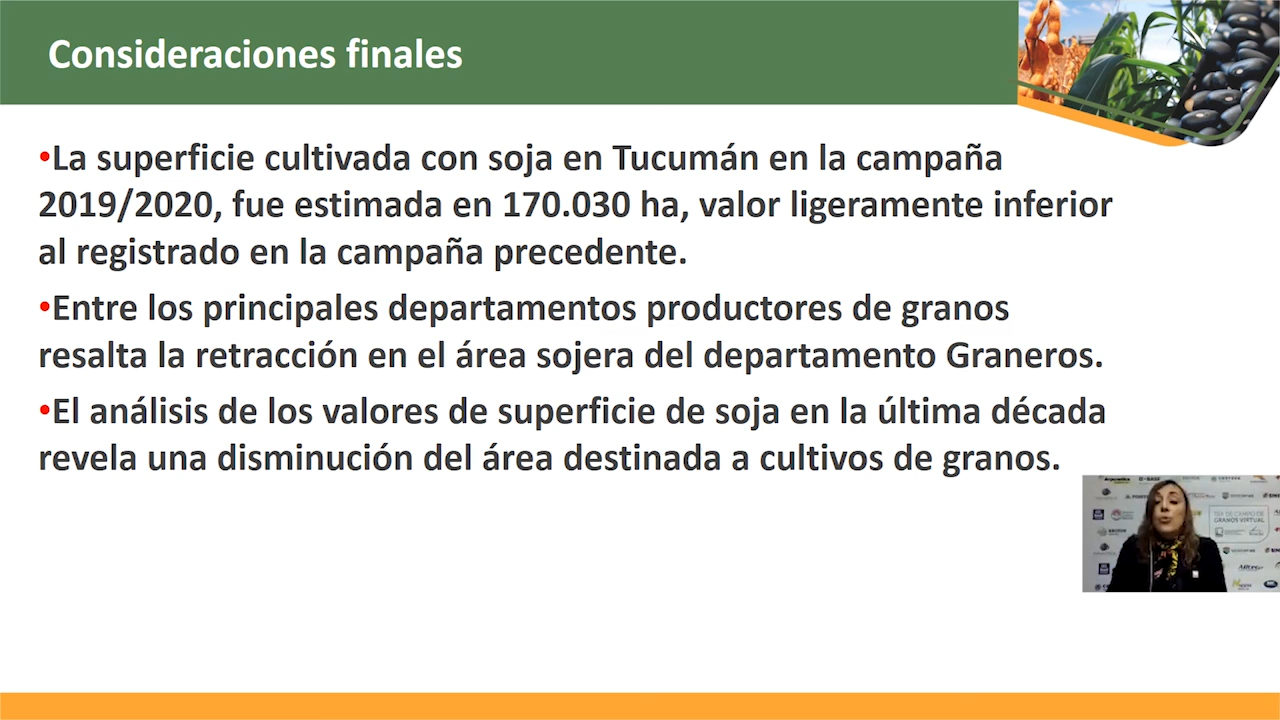 Consideraciones finales
•La superficie cultivada con soja en Tucumán en la campaña
2019/2020, fue estimada en 170.030 ha, valor ligeramente inferior
al registrado en la campaña precedente.
•Entre los principales departamentos productores de granos
resalta la retracción en el área sojera del departamento Graneros.
•El análisis de los valores de superficie de soja en la última década
revela una disminución del área destinada a cultivos de granos.
GRANOS VIRTUAL